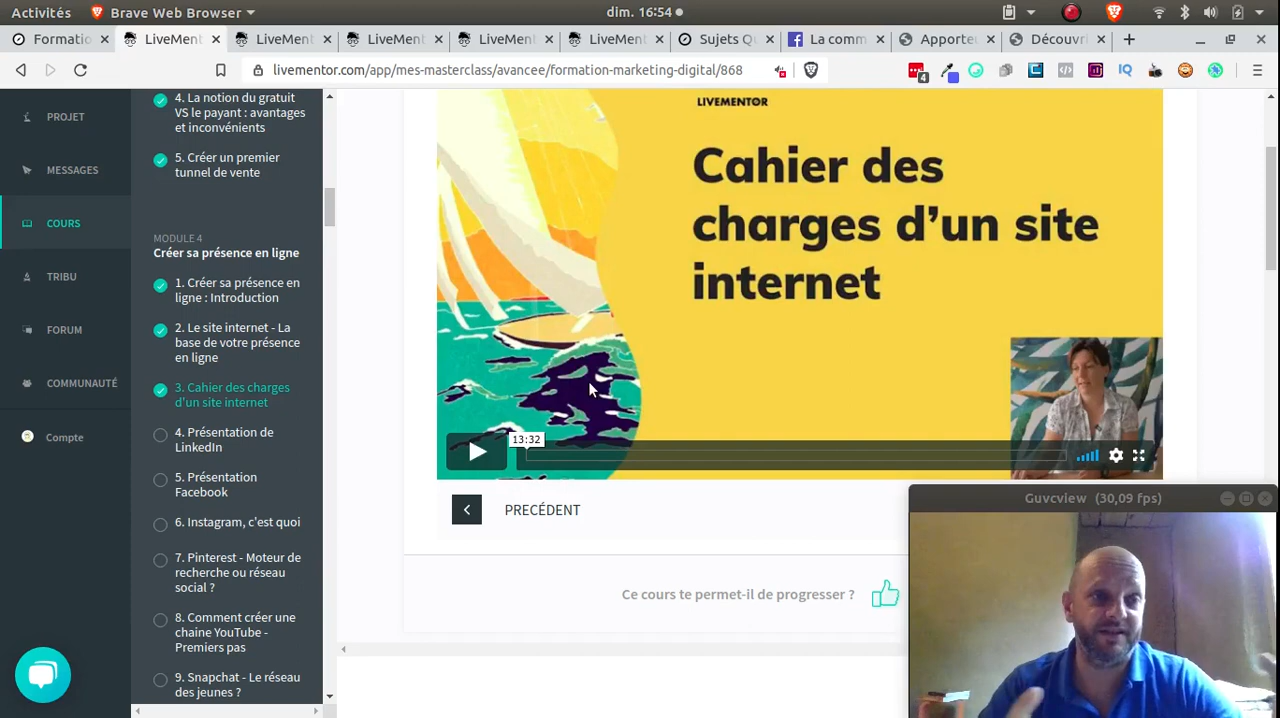 Activités
Brave Web Browser
dim. 16:54
Formatio
LiveMent
LiveMent
LiveMent
LiveMent
LiveMent
Sujets Q
La comm
Apporte
Découvr
livementor.com/app/mes-masterclass/avancee/formation-marketing-digital/868
4
IQ
PROJET
MESSAGES
COURS
TRIBU
FORUM
COMMUNAUTÉ
Compte
4. La notion du gratuit
VS le payant : avantages
et inconvénients
5. Créer un premier
tunnel de vente
MODULE 4
Créer sa présence en ligne
1. Créer sa présence en
ligne : Introduction
2. Le site internet - La
base de votre présence
en ligne
3. Cahier des charges
d'un site internet
4. Présentation de
LinkedIn
5. Présentation
Facebook
6. Instagram, c'est quoi
7. Pinterest - Moteur de
recherche ou réseau
social ?
8. Comment créer une
chaine YouTube -
Premiers pas
9. Snapchat - Le réseau
des jeunes ?
LIVEMENTOR
Cahier des
charges d’un site
internet
13:32
PRECÉDENT
Ce cours te permet-il de progresser ?
Guvcview (30,09 fps)